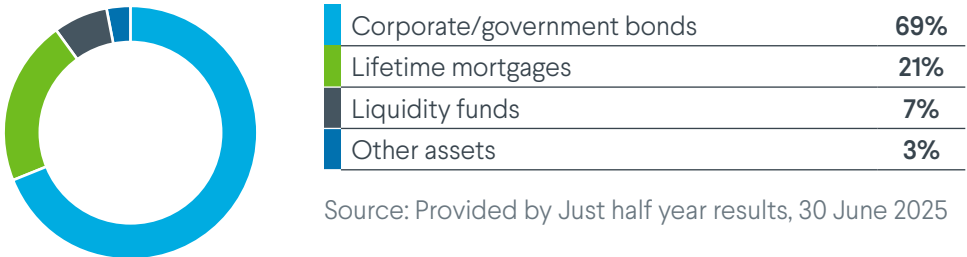 Corporate/government bonds 69%
Lifetime mortgages 21%
Liquidity funds 7%
Other assets 3%
Source: Provided by Just half year results, 30 June 2025